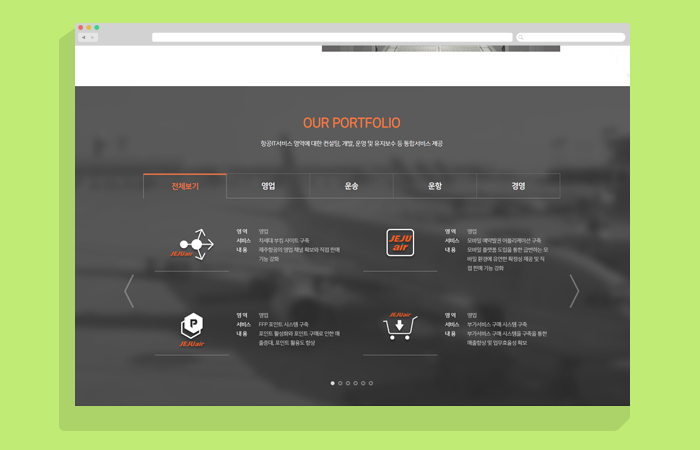 OUR PORTFOLIO
항공IT서비스 영역에 대한 컨설팅, 개발, 운영 및 유지보수 등 통합서비스 제공
전체보기
영업
운송
운항
경영
JEJUair
영 역 영업
서비스 차세대 부킹 사이트 구축
내 용 제주항공의 영업 채널 확보와 직접 판매
기능 강화
JEJU
air
영 역 영업
서비스 모바일 예약발권 어플리케이션 구축
내 용 모바일 플랫폼 도입을 통한 급변하는 모
바일 환경에 유연한 확장성 제공 및 직
접 판매 기능 강화
P
JEJUair
영 역 영업
서비스 FFP 포인트 시스템 구축
내 용 포인트 활성화와 포인트 구매로 인한 매
출증대, 포인트 활용도 향상
JEJUair
영 역 영업
서비스 부가서비스 구매 시스템 구축
내 용 부가서비스 구매 시스템을 구축을 통한
매출향상 및 업무효율성 확보